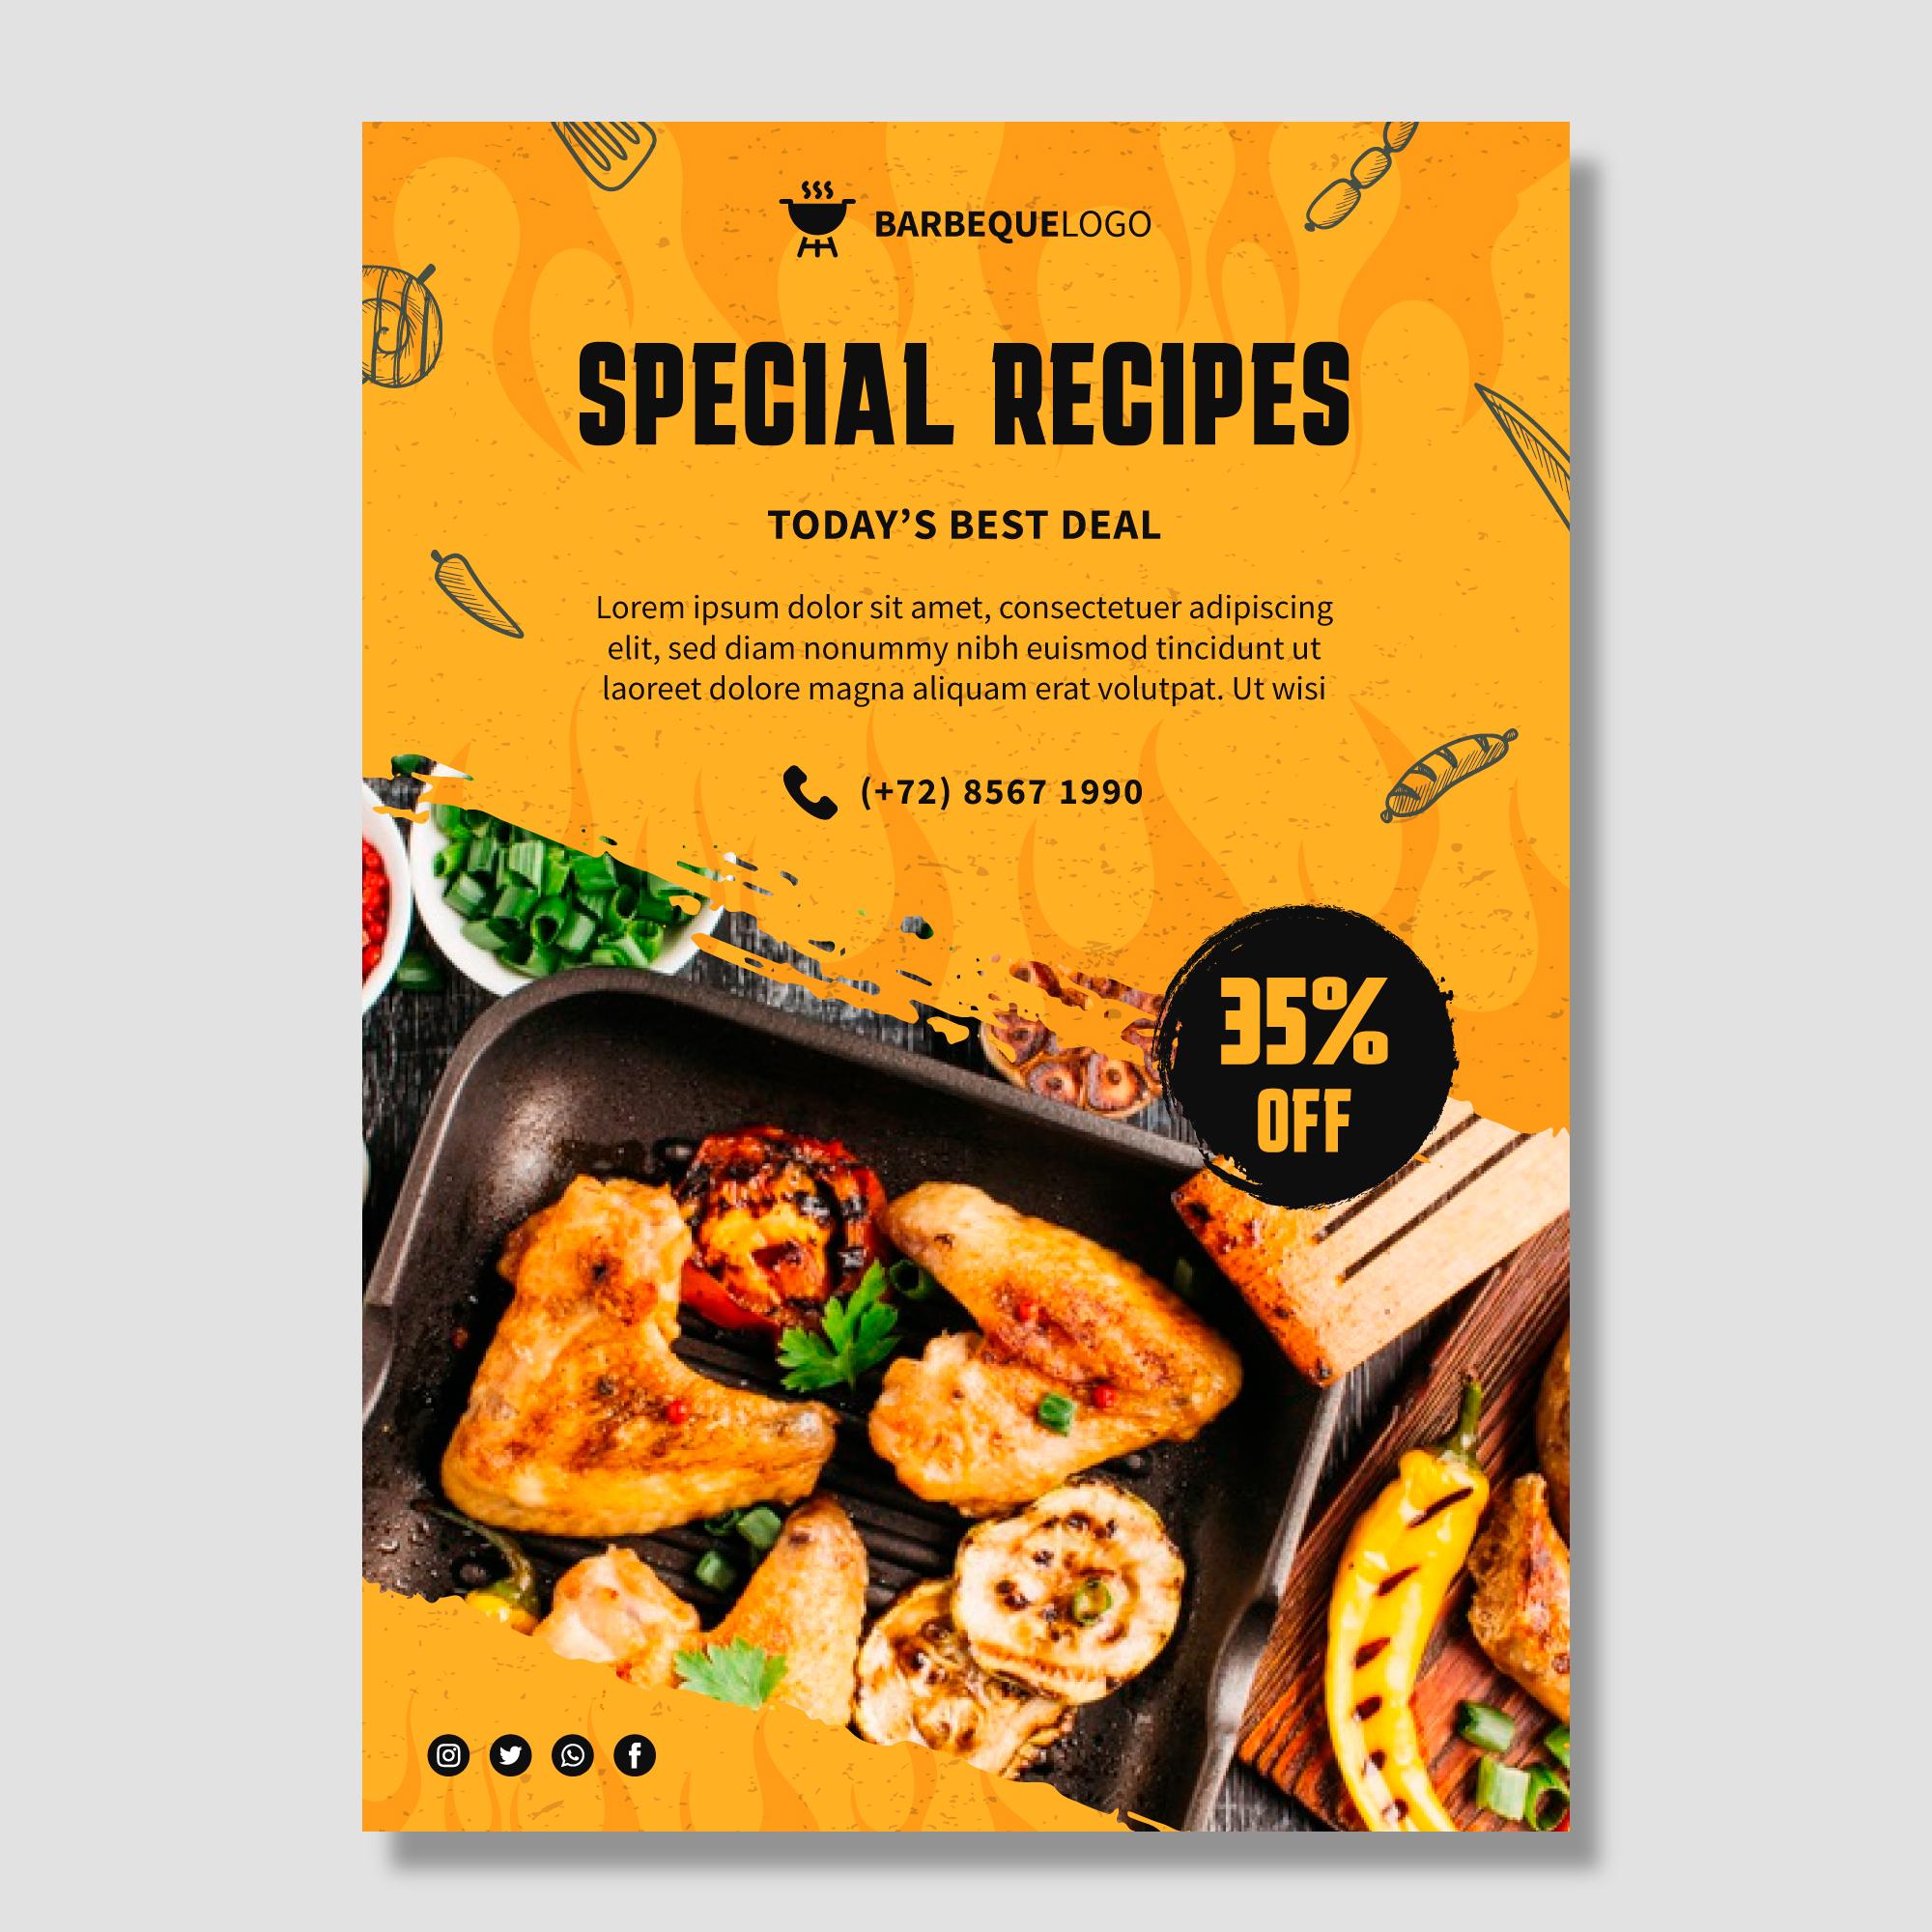 BARBEQUELOGO
SPECIAL RECIPES
TODAY’S BEST DEAL
Lorem ipsum dolor sit amet, consectetuer adipiscing
elit, sed diam nonummy nibh euismod tincidunt ut
laoreet dolore magna aliquam erat volutpat. Ut wisi
(+72) 8567 1990
35%
OFF